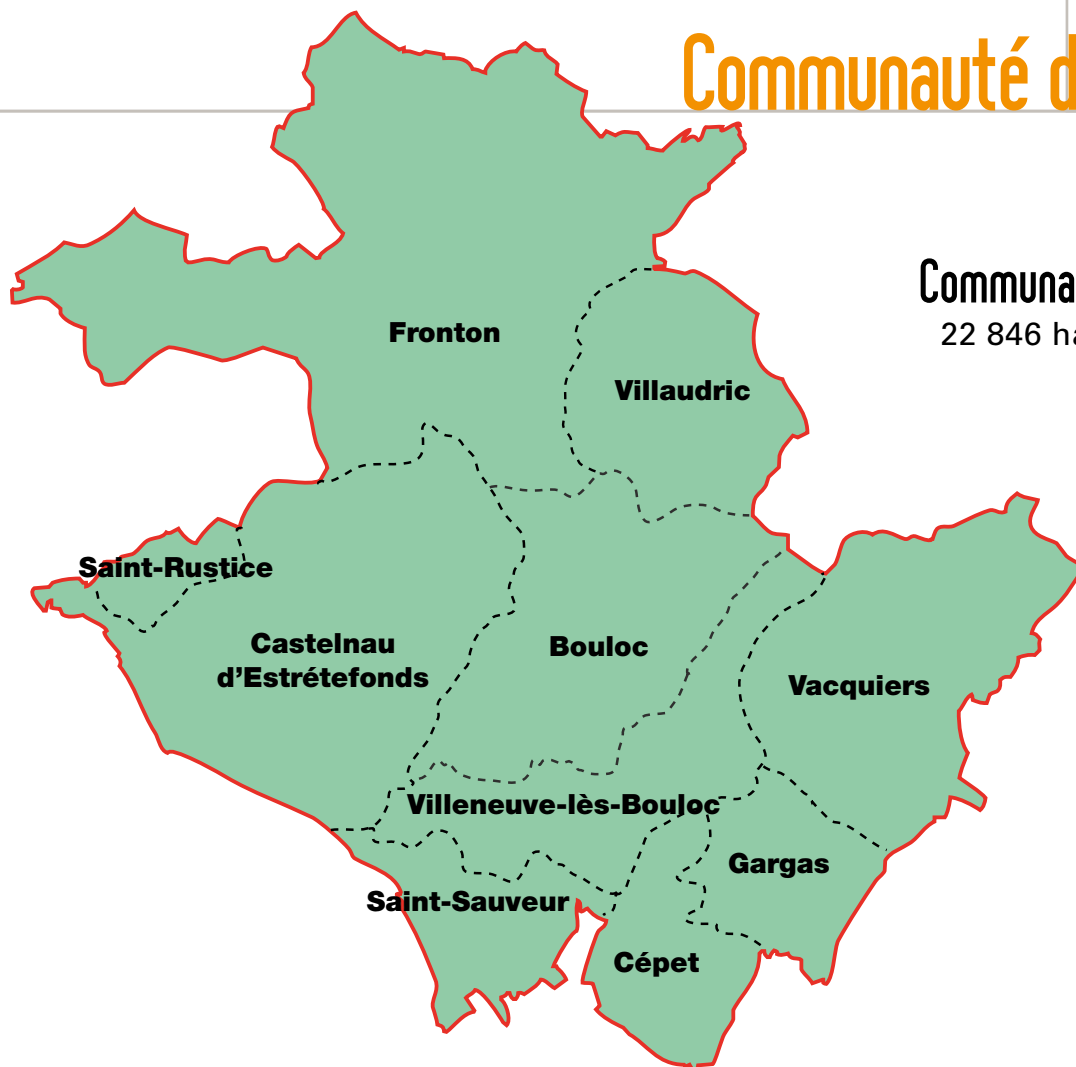 Communauté d
Communa
22 846 ha
Fronton
Villaudric
Saint-Rustice
Castelnau
d'Estrétefonds
Bouloc
Vacquiers
Villeneuve-lès-Bouloc
Gargas
Saint-Sauveur
Cépet